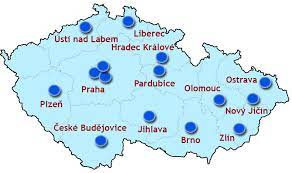 Liberec
Ústí nad Labem
Hradec Králové
Ostrava
Pardubice
Praha
Olomouc
Plzeň
Nový Jičín
České Budějovice
Jihlava
Brno
Zlín